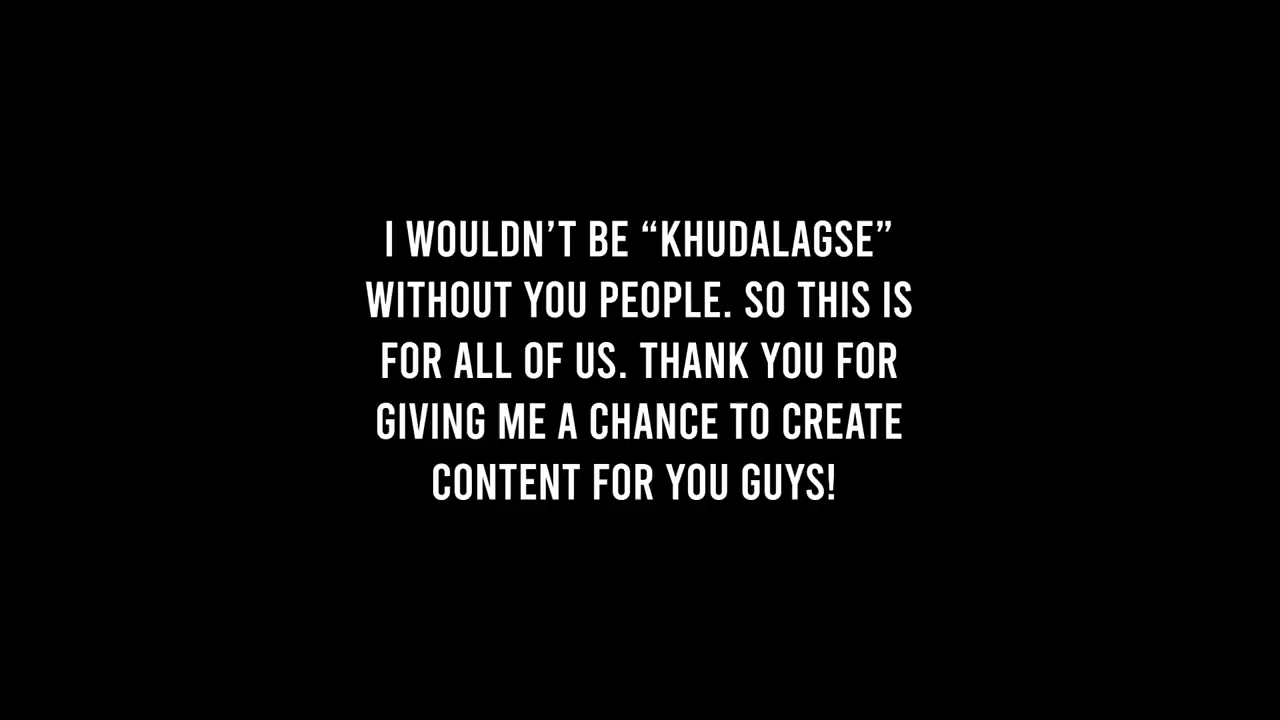 I WOULDN’T BE “KHUDALAGSE”
WITHOUT YOU PEOPLE. SO THIS IS
FOR ALL OF US. THANK YOU FOR
GIVING ME A CHANCE TO CREATE
CONTENT FOR YOU GUYS!